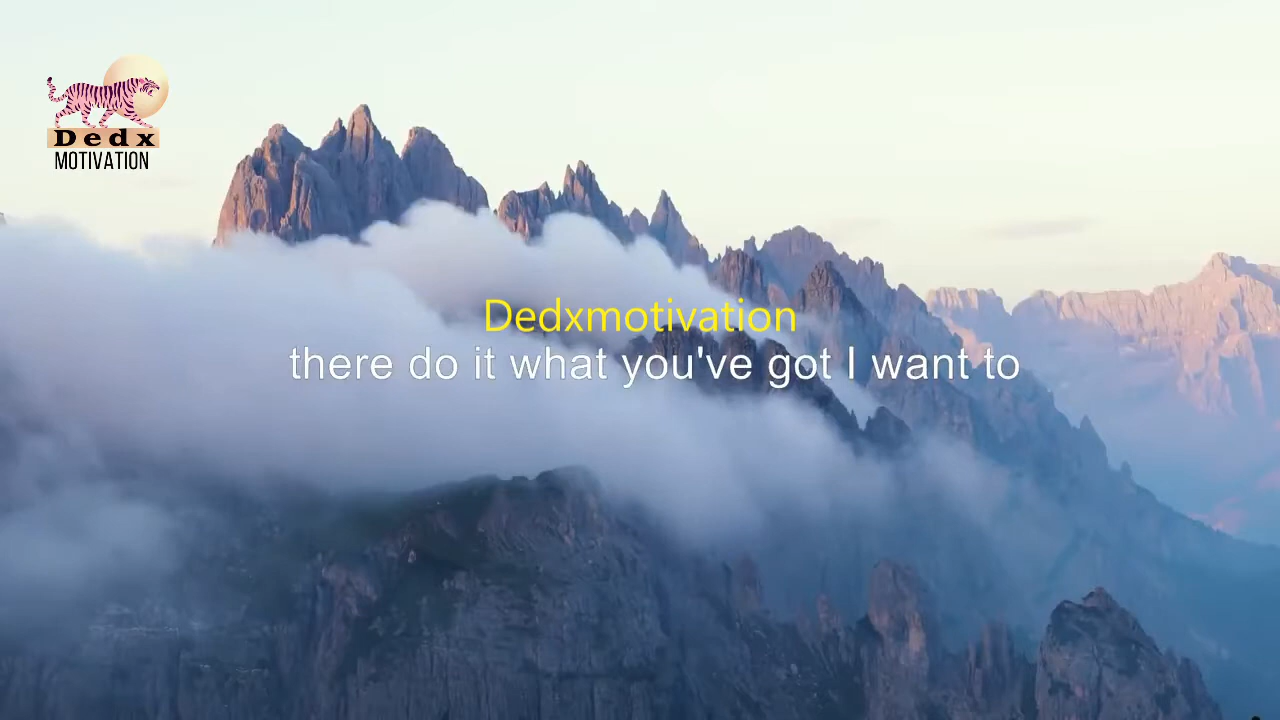 Dedx
MOTIVATION
Dedxmotivation
there do it what you've got I want to